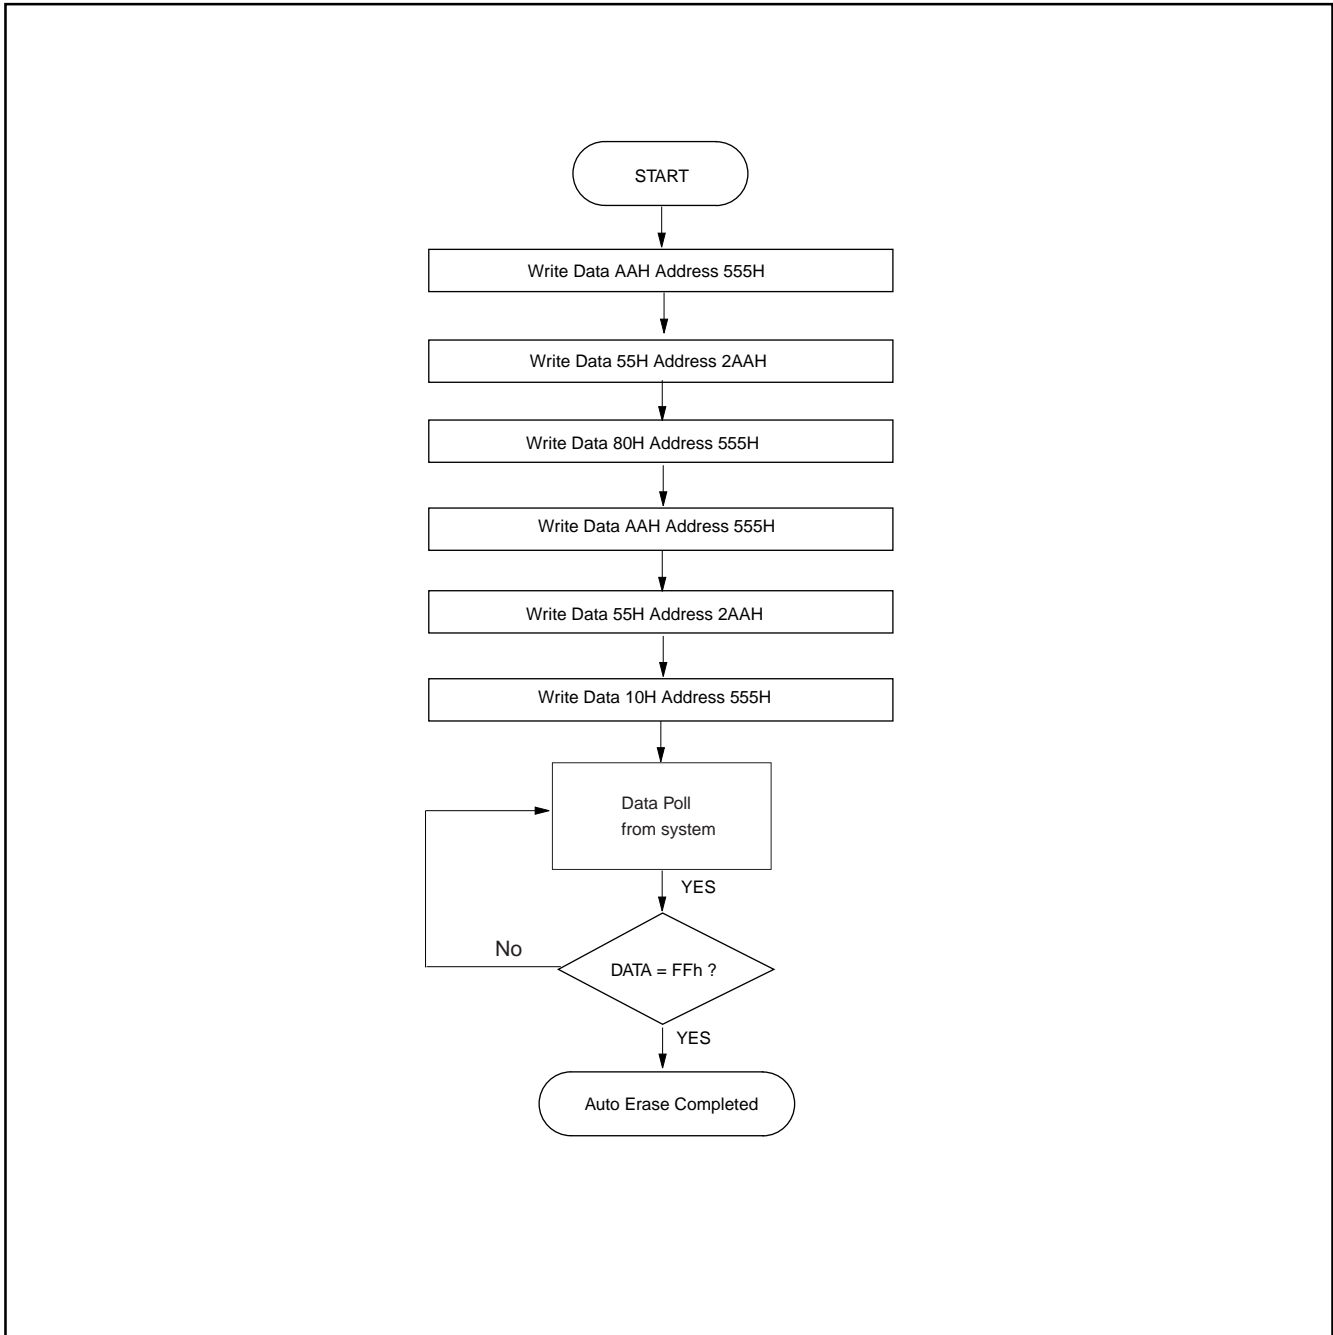 START
Write Data AAH Address 555H
Write Data 55H Address 2AAH
Write Data 80H Address 555H
Write Data AAH Address 555H
Write Data 55H Address 2AAH
Write Data 10H Address 555H
Data Poll
from system
YES
No
DATA = FFh ?
YES
Auto Erase Completed